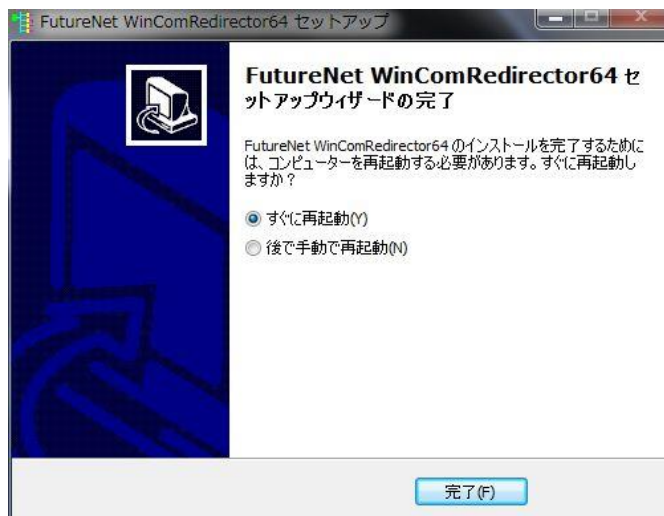 FutureNet WinComRedirector64 セットアップ
FutureNet WinComRedirector64 セ
ットアップウィザードの完了
FutureNet WinComRedirector64 のインストールを完了するために
は、コンピューターを再起動する必要があります。すぐに再起動し
ますか？
すぐに再起動(Y)
後で手動で再起動(N)
完了(F)